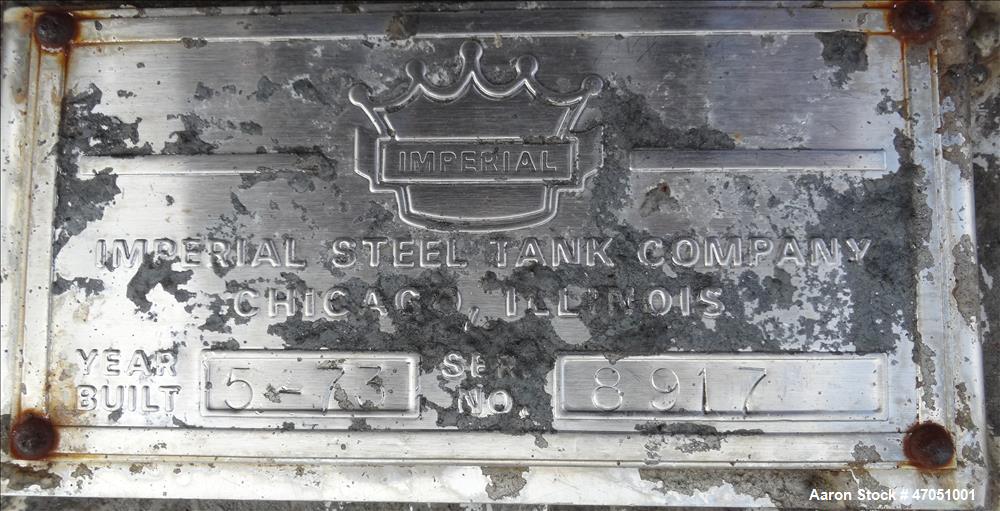 IMPERIAL
IMPERIAL STEEL TANK COMPANY
CHICAGO, ILLINOIS
YEAR BUILT 5-73 SER. NO. 8917
Aaron Stock # 47051001